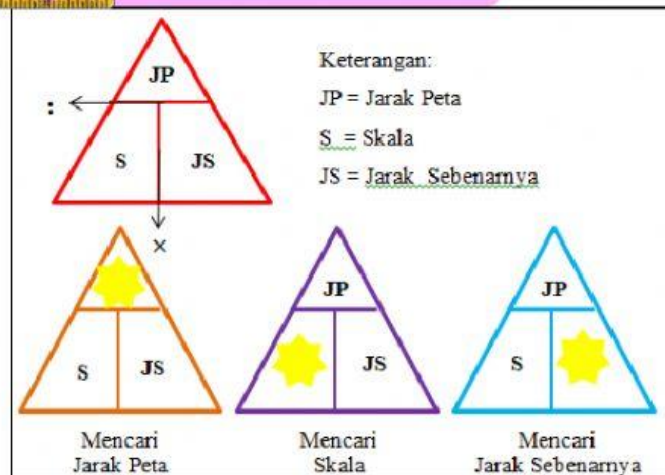 JP
:
S JS
×
Keterangan:
JP = Jarak Peta
S = Skala
JS = Jarak Sebenarnya
S JS
Mencari
Jarak Peta
JP
JS
Mencari
Skala
JP
S
Mencari
Jarak Sebenarnya